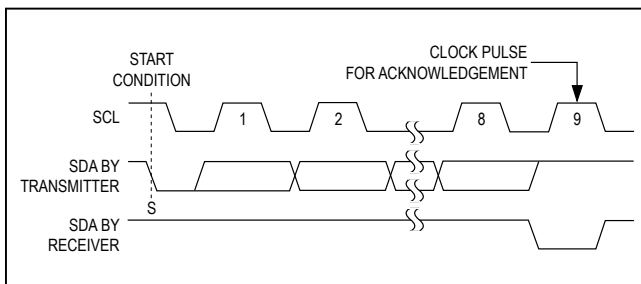 START
CONDITION
CLOCK PULSE
FOR ACKNOWLEDGEMENT
SCL
1
2
8
9
SDA BY
TRANSMITTER
S
SDA BY
RECEIVER